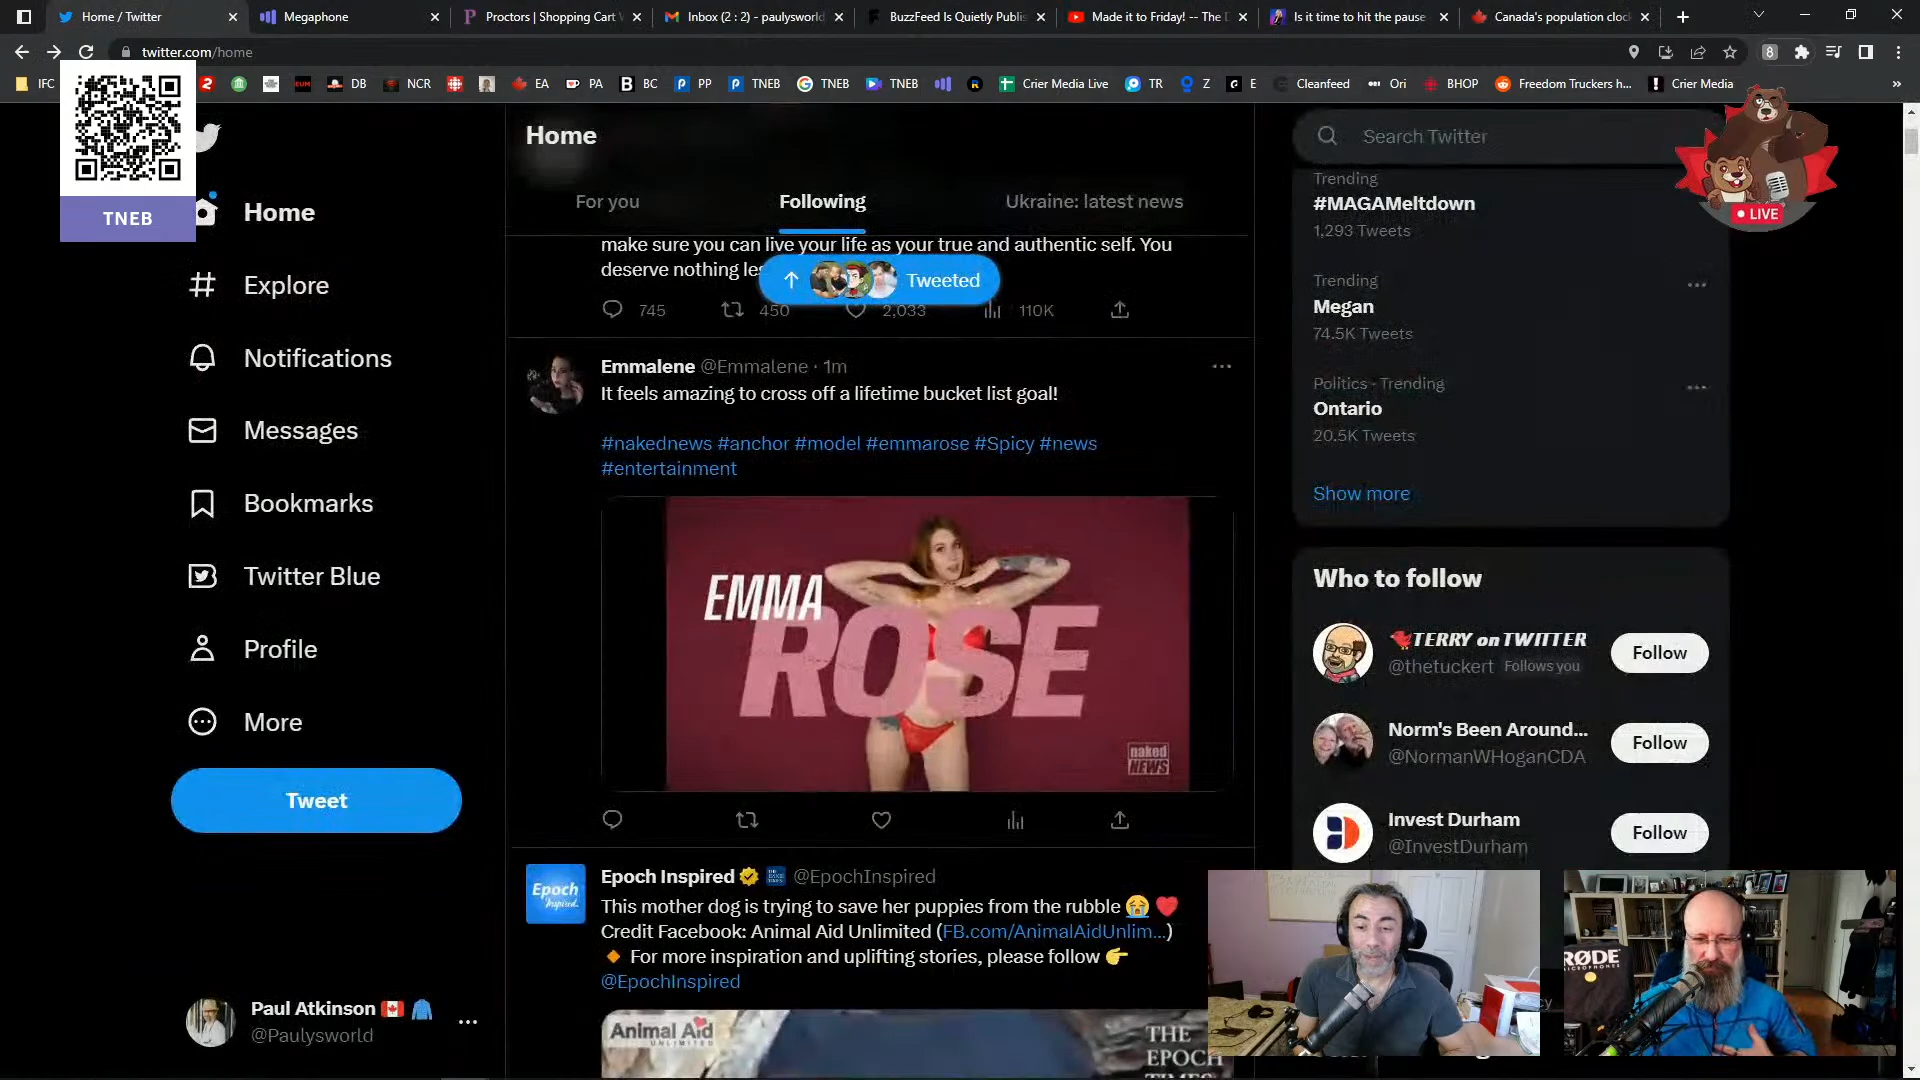 Home / Twitter
Megaphone
Proctors | Shopping Cart
Inbox (2 : 2) - paulysworld
BuzzFeed Is Quietly Publis
Made it to Friday! -- The
Is it time to hit the pause
Canada's population cloc
twitter.com/home
8
IFC
DB
NCR
EA
PA
BC
PP
TNEB
TNEB
TNEB
Crier Media Live
TR
Z
E
Cleanfeed
Ori
BHOP
Freedom Truckers h...
Crier Media
TNEB
LIVE
Home
Explore
Notifications
Messages
Bookmarks
Twitter Blue
Profile
More
Tweet
Paul Atkinson
@Paulysworld
Home
For you
Following
Ukraine: latest news
make sure you can live your life as your true and authentic self. You
deserve nothing les
Tweeted
745
450
2,033
110K
Emmalene @Emmalene · 1m
It feels amazing to cross off a lifetime bucket list goal!
#nakednews #anchor #model #emmarose #Spicy #news
#entertainment
EMMA
ROSE
naked
NEWS
Epoch Inspired @EpochInspired
Epoch
Inspired.
This mother dog is trying to save her puppies from the rubble 😭 ❤️
Credit Facebook: Animal Aid Unlimited (FB.com/AnimalAidUnlim...)
🔸 For more inspiration and uplifting stories, please follow 👉
@EpochInspired
Animal Aid
UNLIMITED
THE
EPOCH
TIMES
Search Twitter
Trending
#MAGAMeltdown
1,293 Tweets
Trending
Megan
74.5K Tweets
Politics · Trending
Ontario
20.5K Tweets
Show more
Who to follow
TERRY on TWITTER
@thetuckert Follows you
Follow
Norm's Been Around...
@NormanWHoganCDA
Follow
Invest Durham
@InvestDurham
Follow
RØDE
MICROPHONES